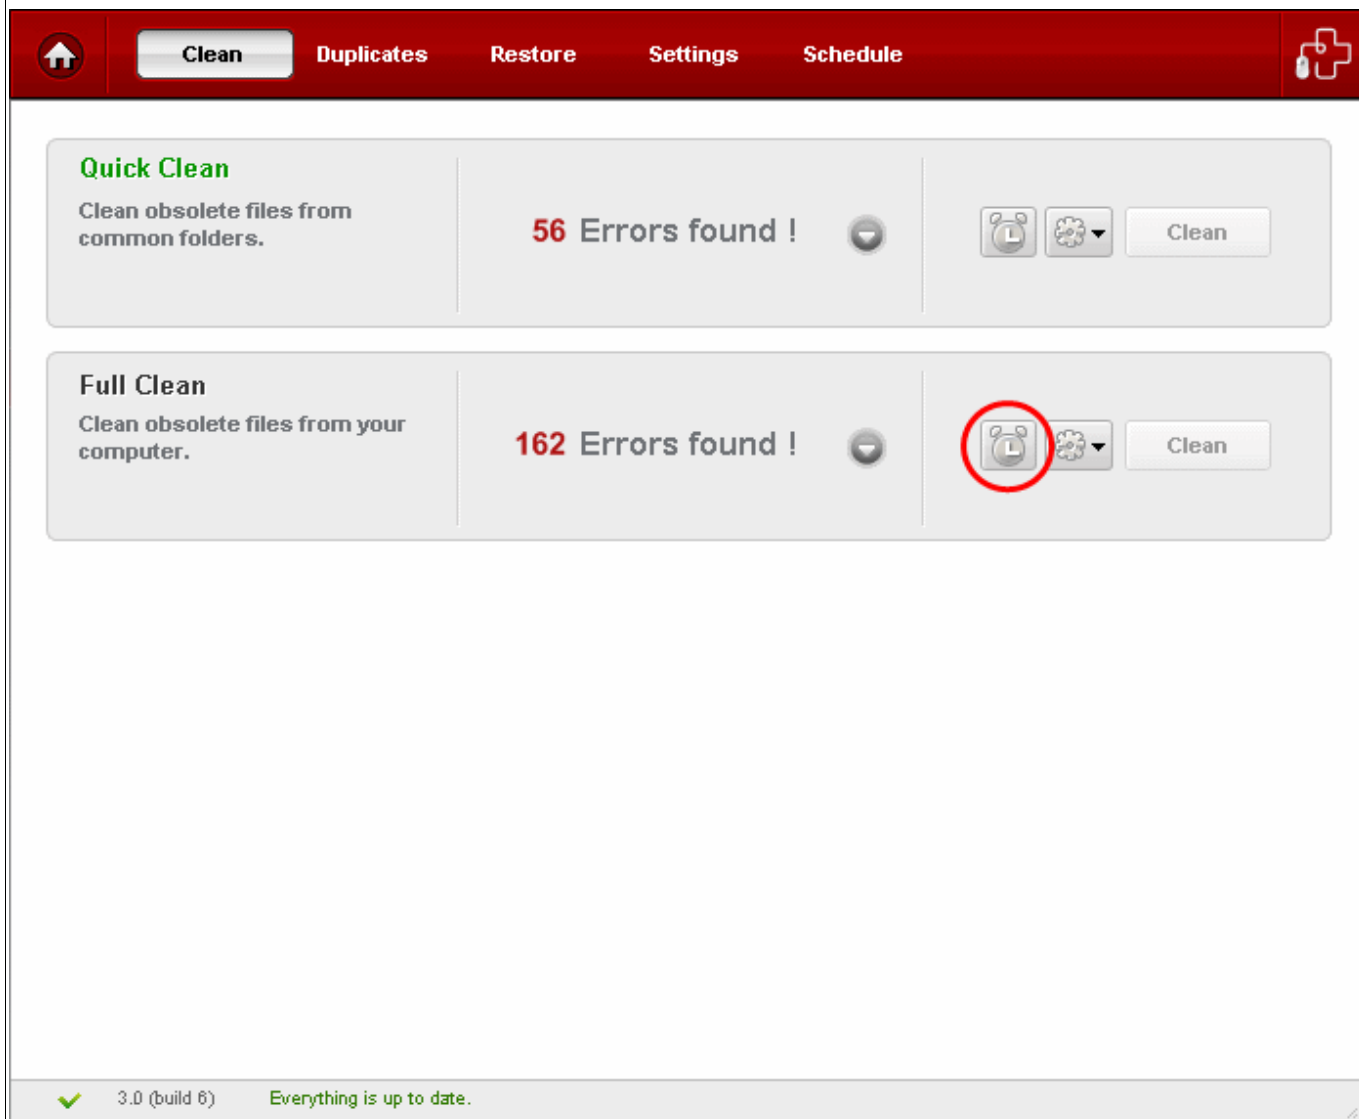 Clean Duplicates Restore Settings Schedule
Quick Clean
Clean obsolete files from
common folders.
56 Errors found !
Clean
Full Clean
Clean obsolete files from your
computer.
162 Errors found !
Clean
3.0 (build 6) Everything is up to date.